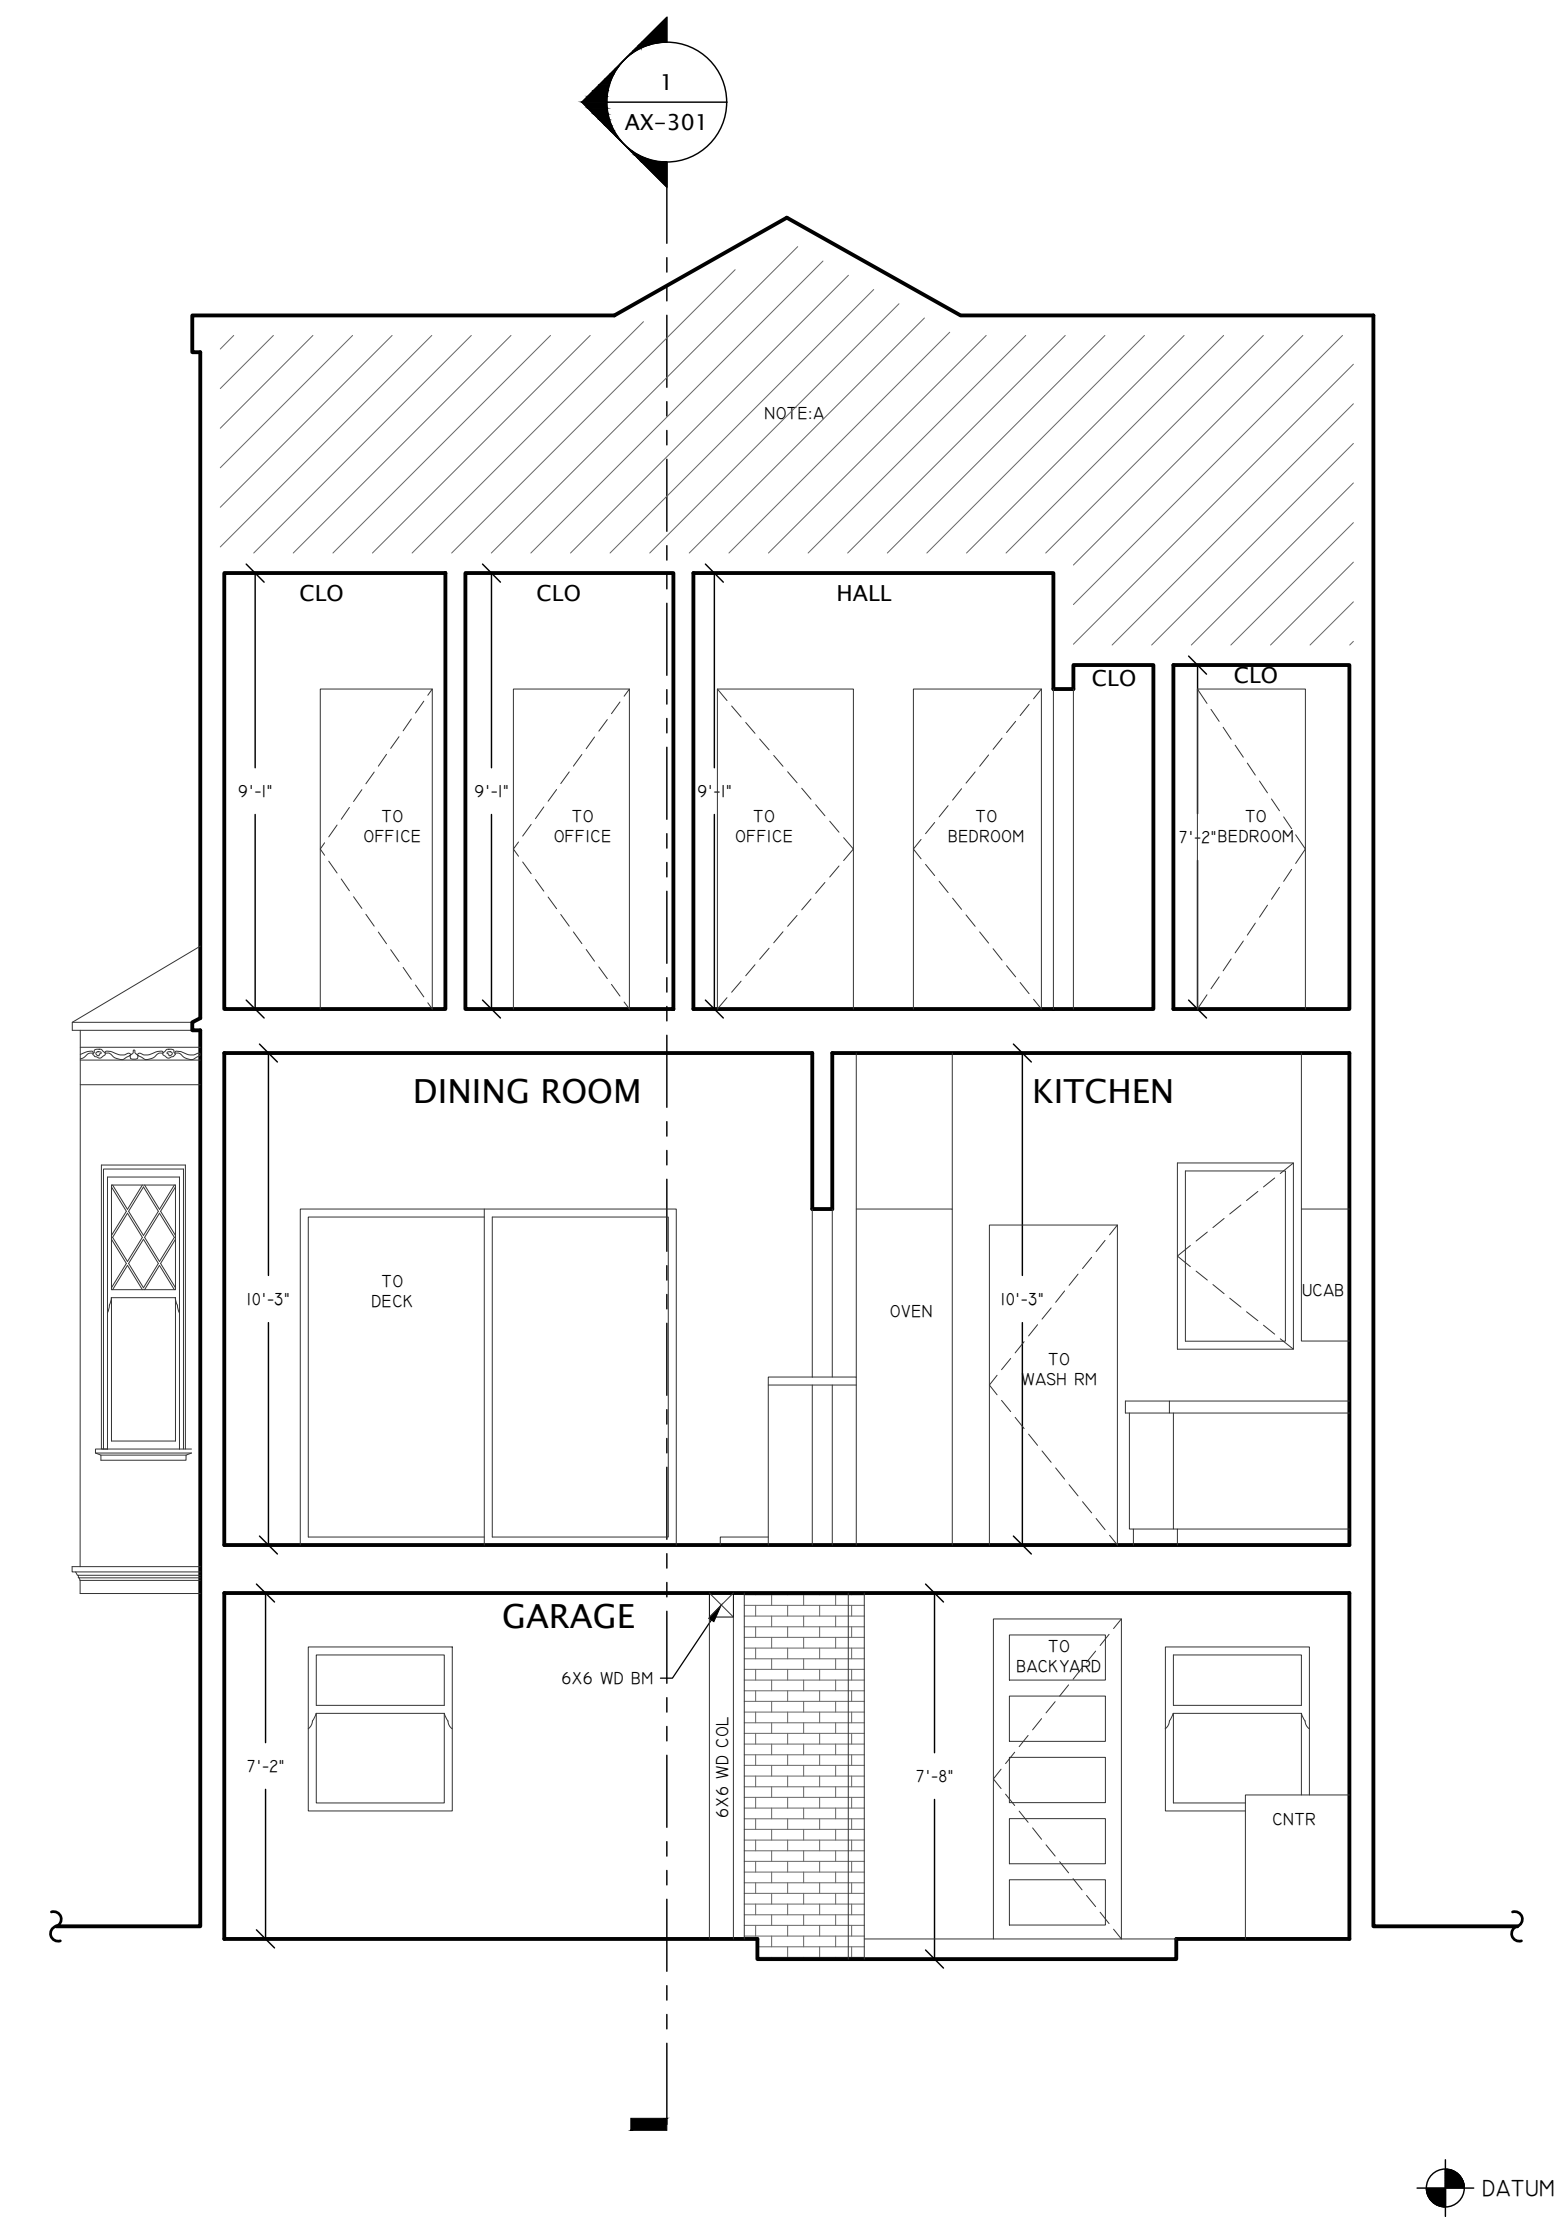 1
AX-301
NOTE:A
CLO
CLO
HALL
CLO
CLO
9'-1"
9'-1"
9'-1"
TO
OFFICE
TO
OFFICE
TO
OFFICE
TO
BEDROOM
7'-2"
TO
BEDROOM
DINING ROOM
KITCHEN
TO
DECK
10'-3"
OVEN
10'-3"
UCAB
TO
WASH RM
GARAGE
6X6 WD BM
6X6 WD COL
TO
BACKYARD
7'-2"
7'-8"
CNTR
DATUM